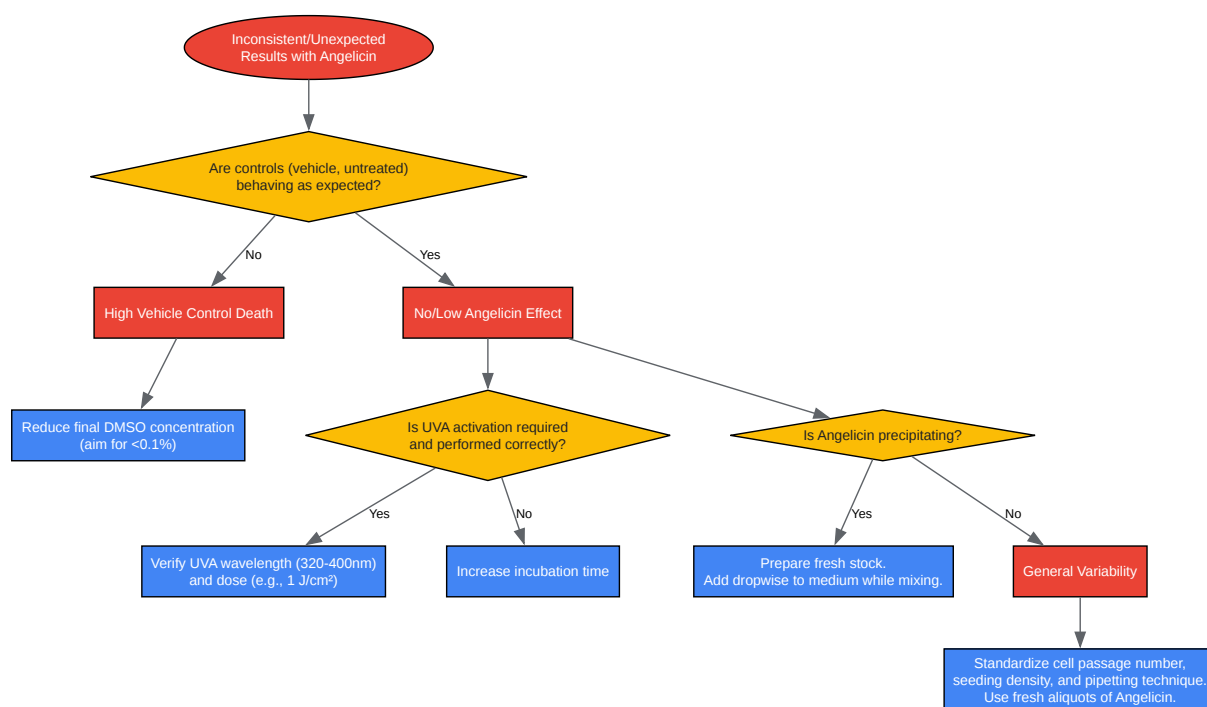 Inconsistent/Unexpected
Results with Angelicin
Are controls (vehicle, untreated)
behaving as expected?
No
Yes
High Vehicle Control Death
No/Low Angelicin Effect
Reduce final DMSO concentration
(aim for <0.1%)
Is UVA activation required
and performed correctly?
Is Angelicin precipitating?
Yes
No
Yes
No
Verify UVA wavelength (320-400nm)
and dose (e.g., 1 J/cm²)
Increase incubation time
Prepare fresh stock.
Add dropwise to medium while mixing.
General Variability
Standardize cell passage number,
seeding density, and pipetting technique.
Use fresh aliquots of Angelicin.